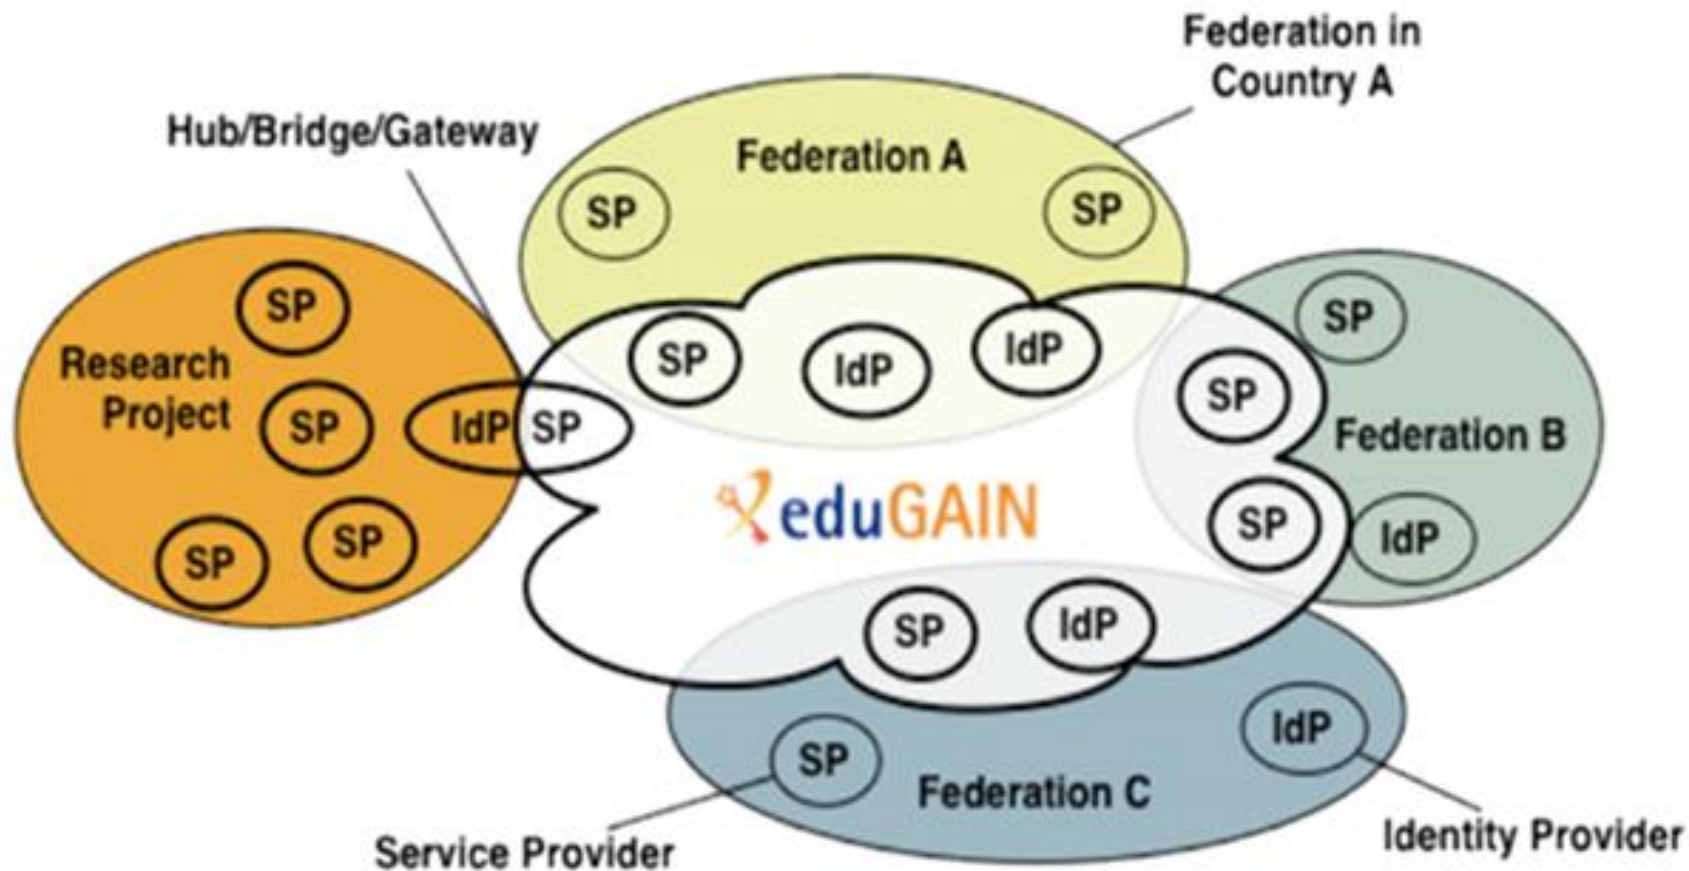 Federation in
Country A
Hub/Bridge/Gateway
Federation A
SP
SP
SP
Research
Project
SP
SP
SP
IdP
SP
SP
IdP
IdP
SP
SP
Federation B
SP
IdP
eduGAIN
SP
SP
IdP
SP
Federation C
IdP
Service Provider
Identity Provider